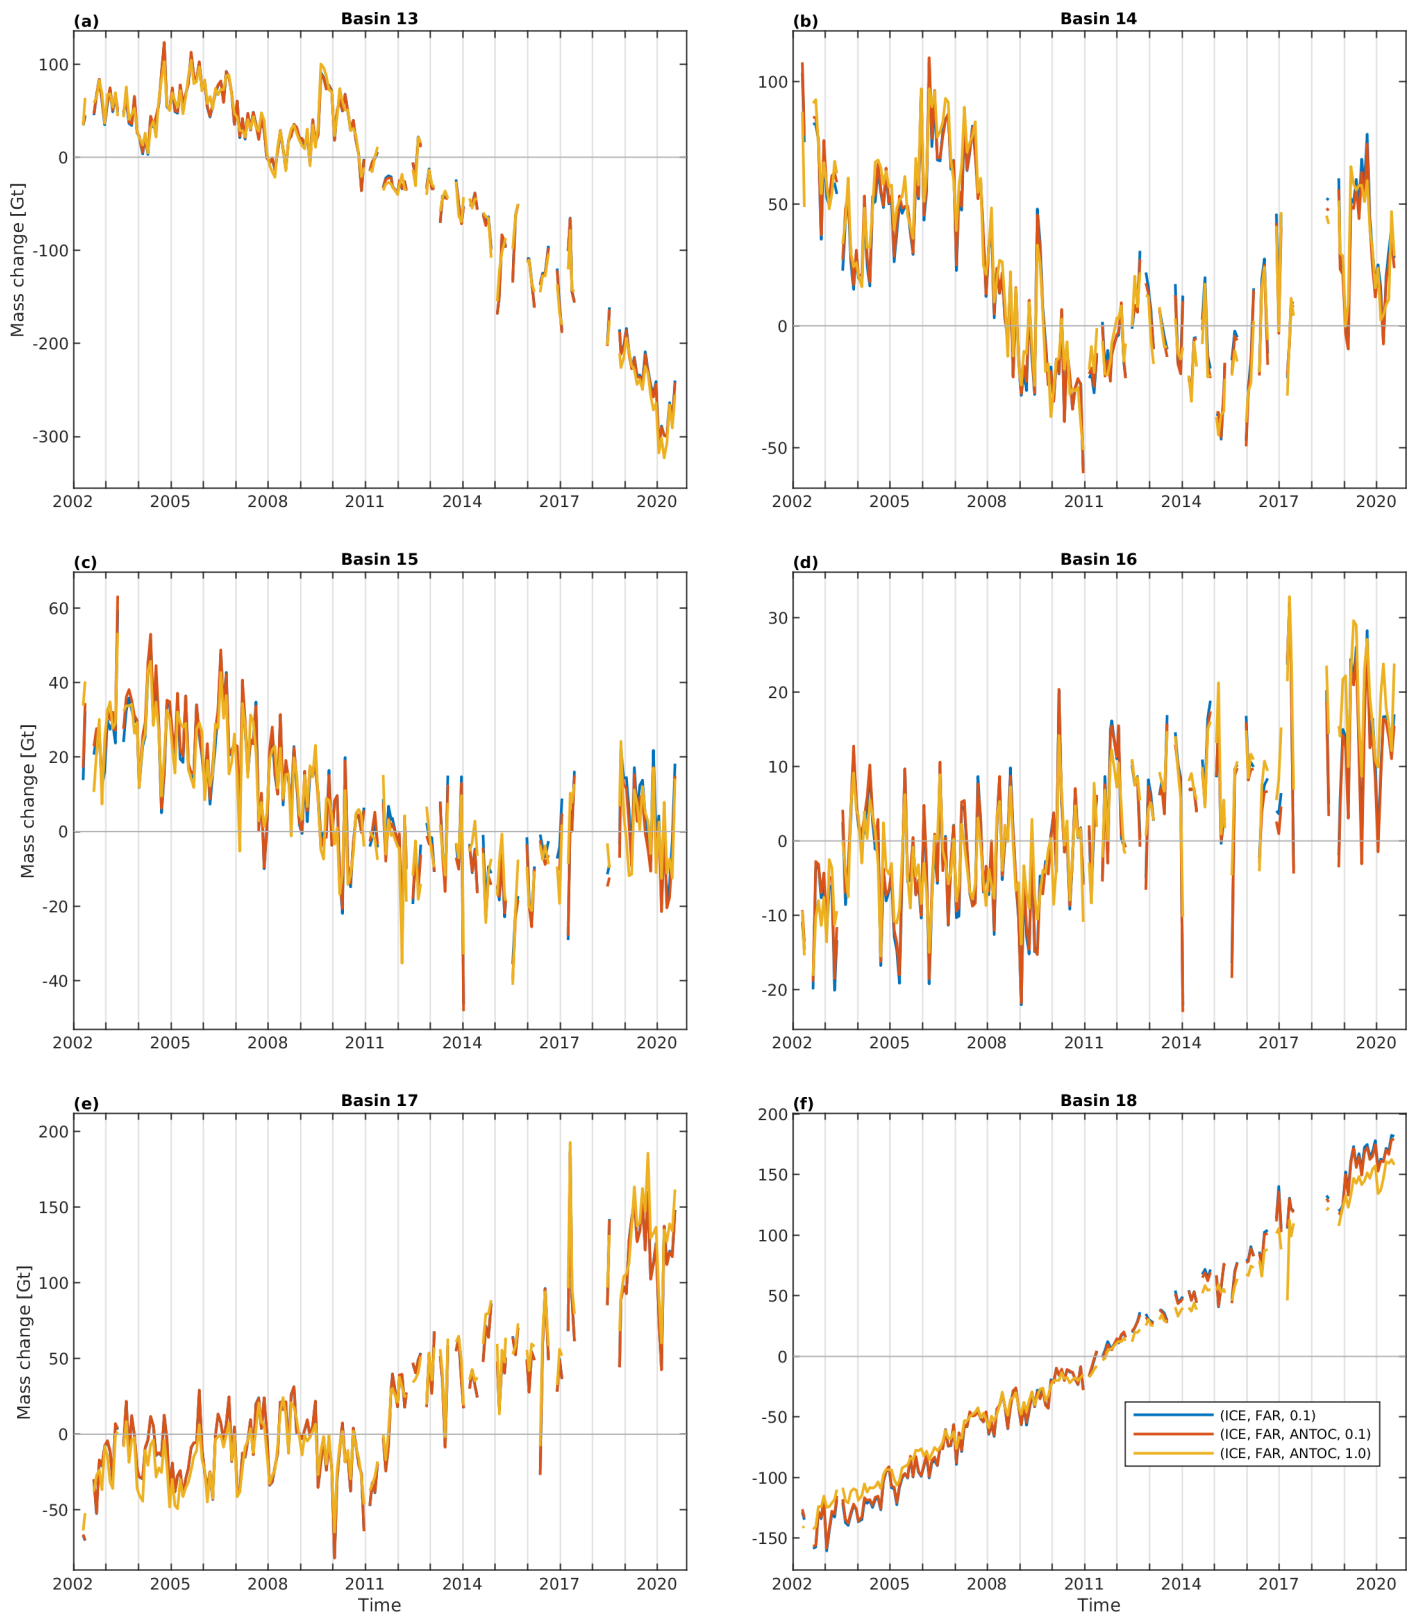 (a) Basin 13
(b) Basin 14
Mass change [Gt]
100
0
-100
-200
-300
100
50
0
-50
2002 2005 2008 2011 2014 2017 2020
2002 2005 2008 2011 2014 2017 2020
(c) Basin 15
(d) Basin 16
Mass change [Gt]
60
40
20
0
-20
-40
30
20
10
0
-10
-20
2002 2005 2008 2011 2014 2017 2020
2002 2005 2008 2011 2014 2017 2020
(e) Basin 17
(f) Basin 18
Mass change [Gt]
200
150
100
50
0
-50
200
150
100
50
0
-50
-100
-150
(ICE, FAR, 0.1)
(ICE, FAR, ANTOC, 0.1)
(ICE, FAR, ANTOC, 1.0)
2002 2005 2008 2011 2014 2017 2020
2002 2005 2008 2011 2014 2017 2020
Time
Time